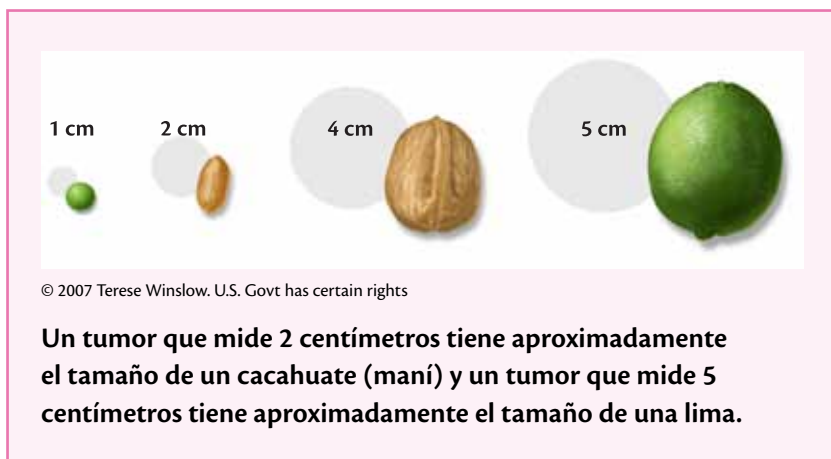 1 cm 2 cm 4 cm 5 cm
© 2007 Terese Winslow. U.S. Govt has certain rights
Un tumor que mide 2 centímetros tiene aproximadamente
el tamaño de un cacahuate (maní) y un tumor que mide 5
centímetros tiene aproximadamente el tamaño de una lima.